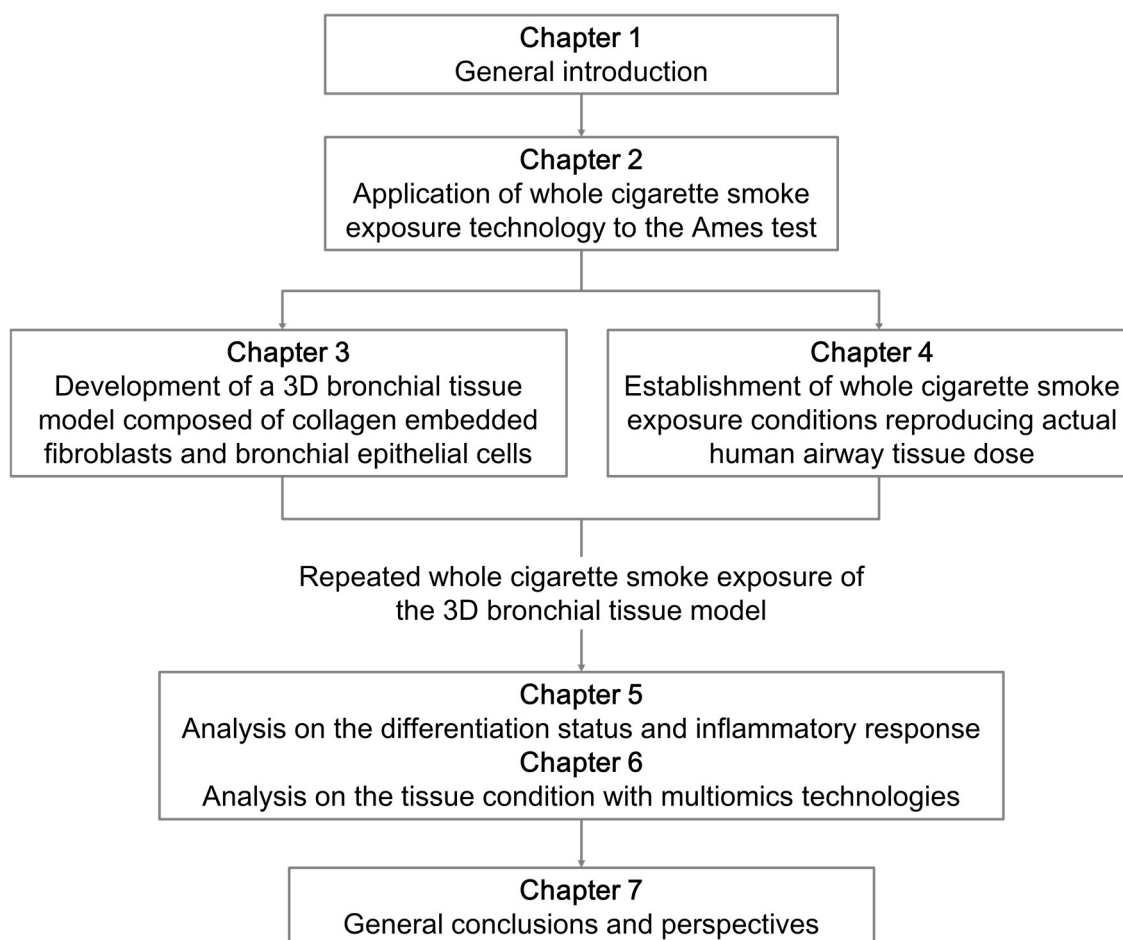 Chapter 1
General introduction
Chapter 2
Application of whole cigarette smoke
exposure technology to the Ames test
Chapter 3
Development of a 3D bronchial tissue
model composed of collagen embedded
fibroblasts and bronchial epithelial cells
Chapter 4
Establishment of whole cigarette smoke
exposure conditions reproducing actual
human airway tissue dose
Repeated whole cigarette smoke exposure of
the 3D bronchial tissue model
Chapter 5
Analysis on the differentiation status and inflammatory response
Chapter 6
Analysis on the tissue condition with multiomics technologies
Chapter 7
General conclusions and perspectives